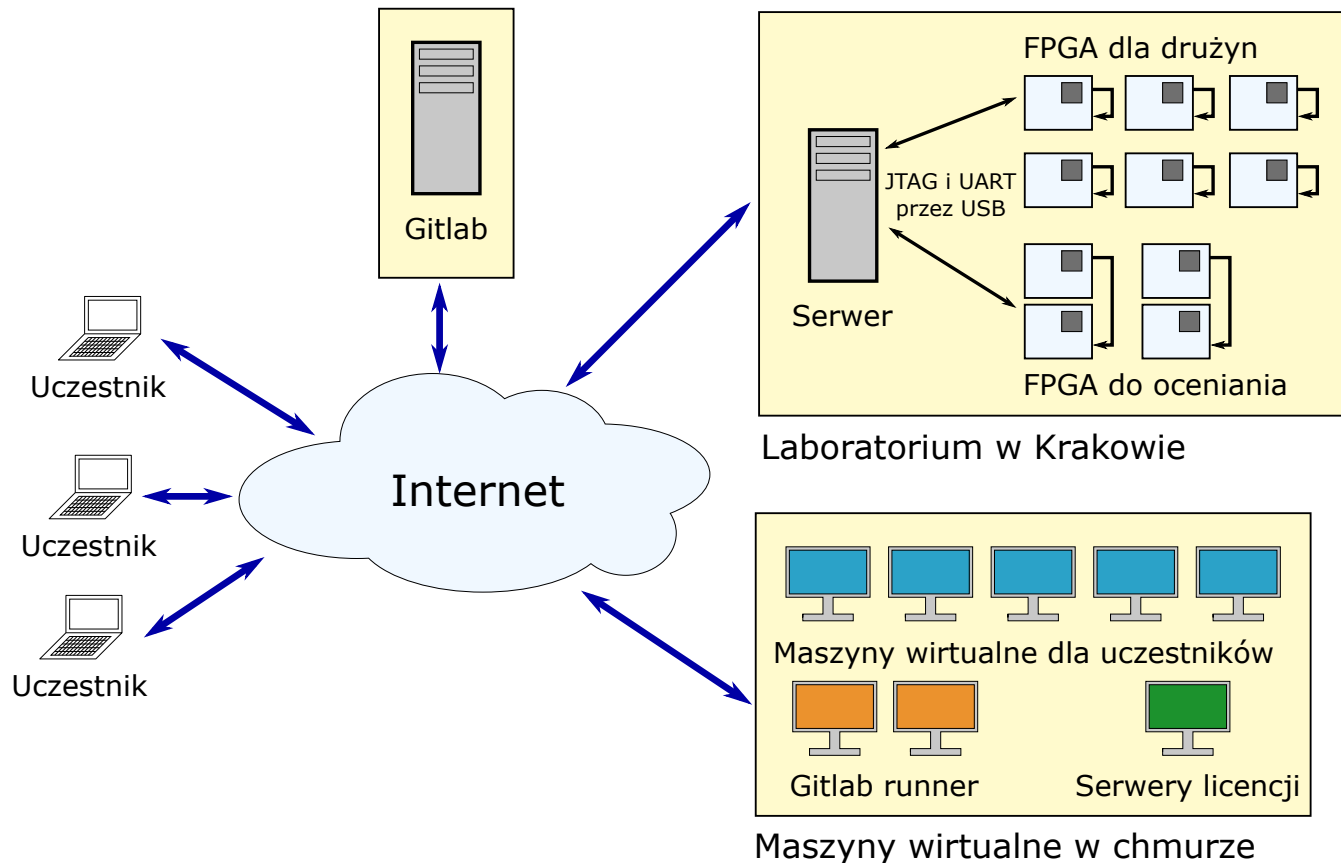 FPGA dla drużyn
JTAG i UART
przez USB
Gitlab
Serwer
Uczestnik
FPGA do oceniania
Laboratorium w Krakowie
Internet
Uczestnik
Maszyny wirtualne dla uczestników
Uczestnik
Gitlab runner
Serwery licencji
Maszyny wirtualne w chmurze